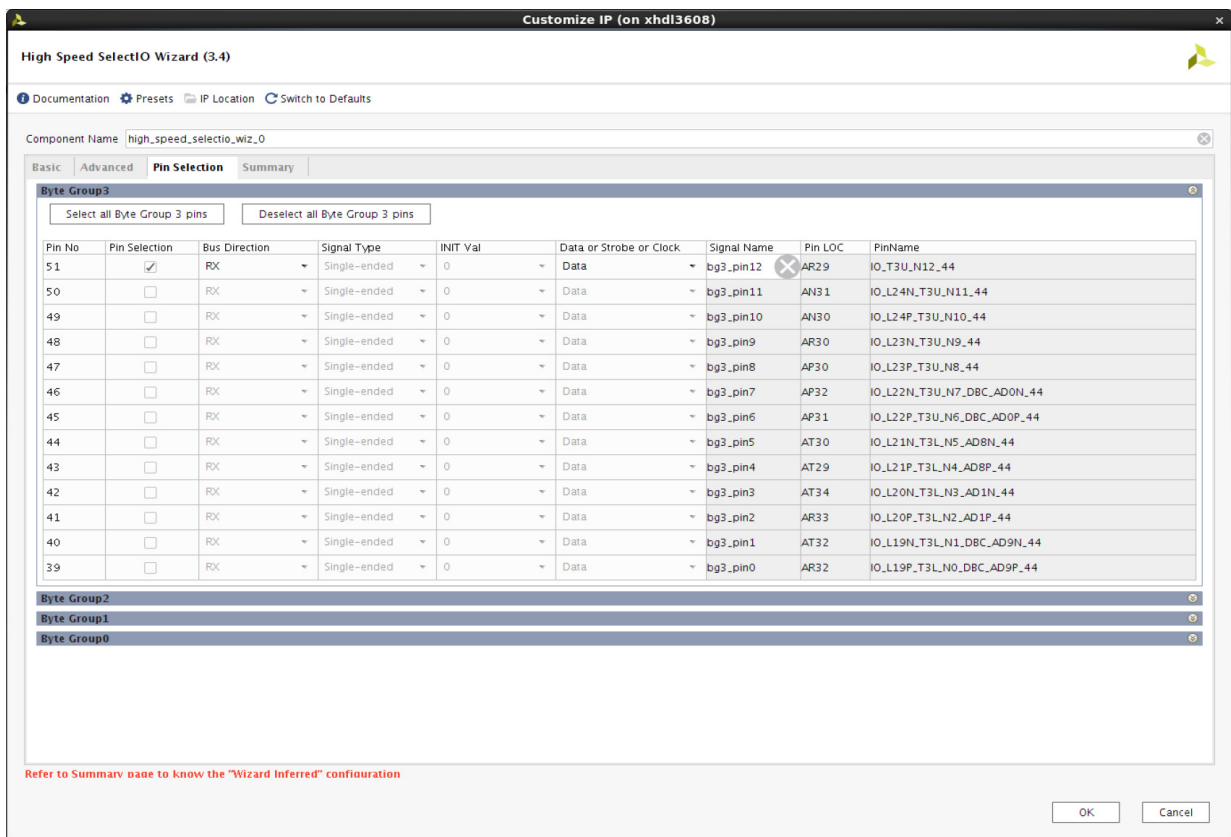 Customize IP (on xhdl3608)
High Speed SelectIO Wizard (3.4)
Documentation Presets IP Location Switch to Defaults
Component Name high_speed_selectio_wiz_0
Basic Advanced Pin Selection Summary
Byte Group3
Select all Byte Group 3 pins Deselect all Byte Group 3 pins
Pin No Pin Selection Bus Direction Signal Type INIT Val Data or Strobe or Clock Signal Name Pin LOC PinName
51 RX Single-ended 0 Data bg3_pin12 AR29 IO_T3U_N12_44
50 RX Single-ended 0 Data bg3_pin11 AN31 IO_L24N_T3U_N11_44
49 RX Single-ended 0 Data bg3_pin10 AN30 IO_L24P_T3U_N10_44
48 RX Single-ended 0 Data bg3_pin9 AR30 IO_L23N_T3U_N9_44
47 RX Single-ended 0 Data bg3_pin8 AP30 IO_L23P_T3U_N8_44
46 RX Single-ended 0 Data bg3_pin7 AP32 IO_L22N_T3U_N7_DBC_AD0N_44
45 RX Single-ended 0 Data bg3_pin6 AP31 IO_L22P_T3U_N6_DBC_AD0P_44
44 RX Single-ended 0 Data bg3_pin5 AT30 IO_L21N_T3L_N5_AD8N_44
43 RX Single-ended 0 Data bg3_pin4 AT29 IO_L21P_T3L_N4_AD8P_44
42 RX Single-ended 0 Data bg3_pin3 AT34 IO_L20N_T3L_N3_AD1N_44
41 RX Single-ended 0 Data bg3_pin2 AR33 IO_L20P_T3L_N2_AD1P_44
40 RX Single-ended 0 Data bg3_pin1 AT32 IO_L19N_T3L_N1_DBC_AD9N_44
39 RX Single-ended 0 Data bg3_pin0 AR32 IO_L19P_T3L_N0_DBC_AD9P_44
Byte Group2
Byte Group1
Byte Group0
Refer to Summary page to know the "Wizard Inferred" configuration
OK Cancel